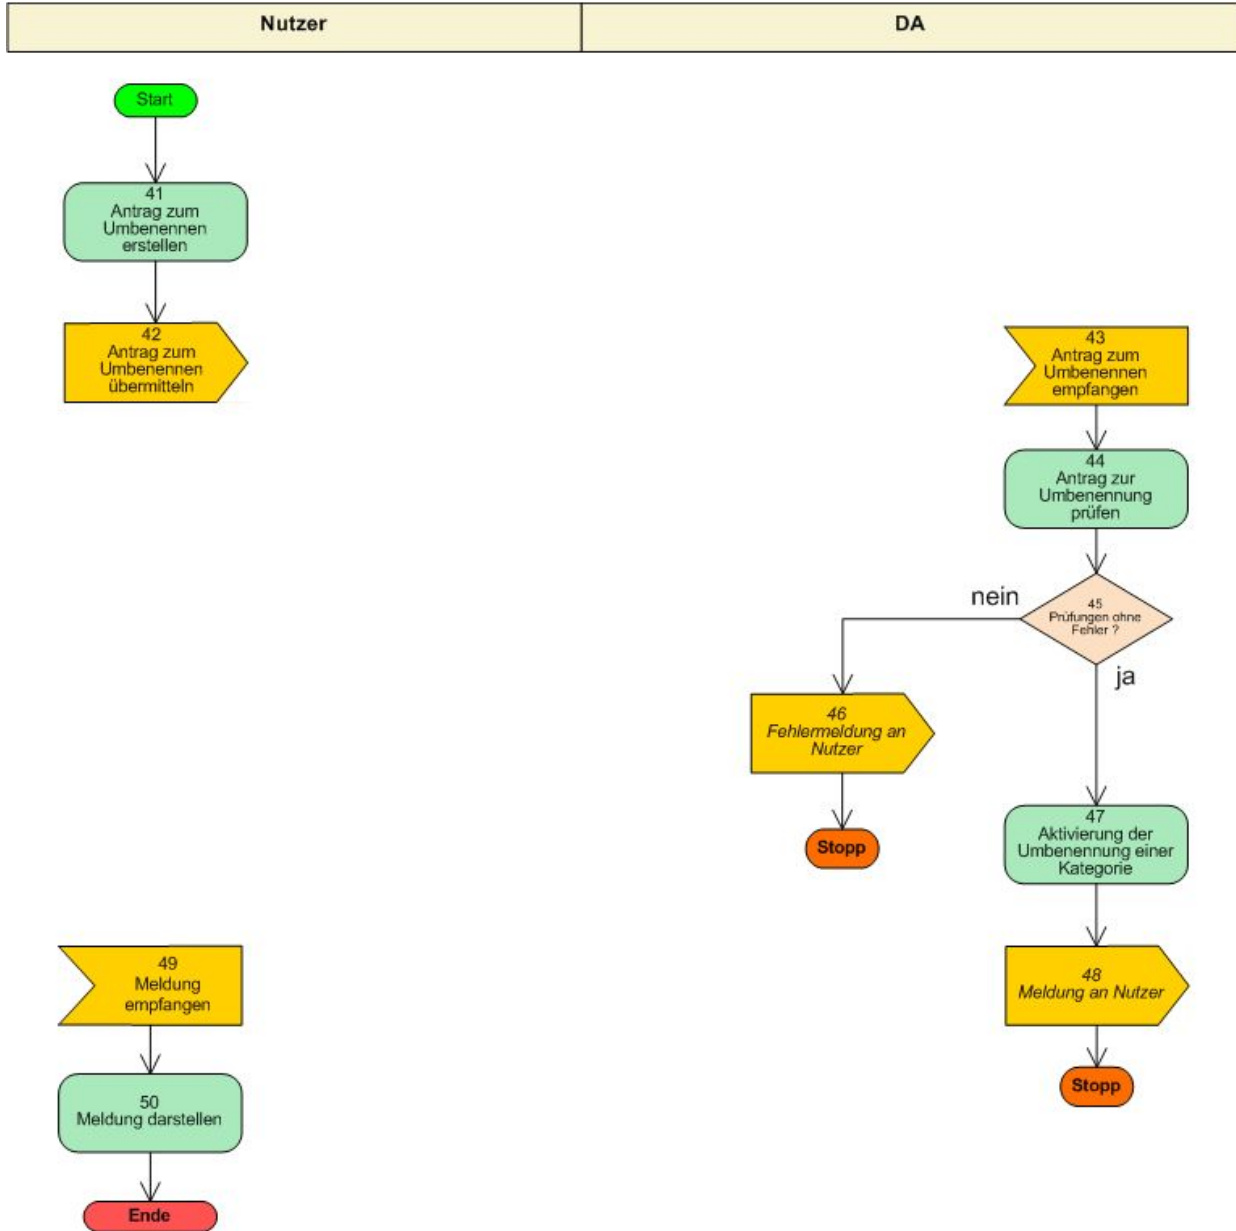 Nutzer
DA
Start
41
Antrag zum
Umbenennen
erstellen
42
Antrag zum
Umbenennen
übermitteln
43
Antrag zum
Umbenennen
empfangen
44
Antrag zur
Umbenennung
prüfen
45
Prüfungen ohne
Fehler ?
nein
ja
46
Fehlermeldung an
Nutzer
Stopp
47
Aktivierung der
Umbenennung einer
Kategorie
48
Meldung an Nutzer
Stopp
49
Meldung
empfangen
50
Meldung darstellen
Ende